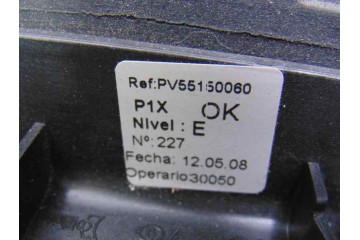 Ref:PV55150060
P1X OK
Nivel : E
Nº: 227
Fecha: 12.05.08
Operario30050